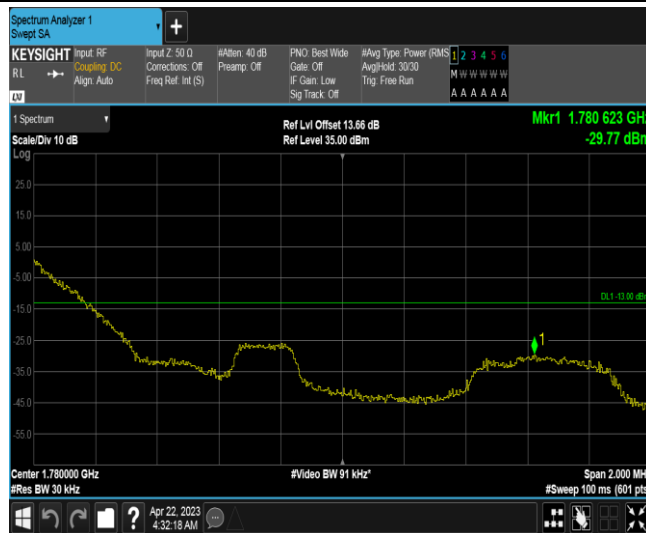 Spectrum Analyzer 1
Swept SA
+
KEYSIGHT
RL
Input: RF
Coupling: DC
Align: Auto
Input Z: 50 Ω
Corrections: Off
Freq Ref: Int (S)
#Atten: 40 dB
Preamp: Off
PNO: Best Wide
Gate: Off
IF Gain: Low
Sig Track: Off
#Avg Type: Power (RMS
Avg|Hold: 30/30
Trig: Free Run
1 2 3 4 5 6
M W W W W W
A A A A A A
1 Spectrum
Scale/Div 10 dB
Ref Lvl Offset 13.66 dB
Ref Level 35.00 dBm
Mkr1 1.780 623 GHz
-29.77 dBm
Log
25.0
15.0
5.00
-5.00
-15.0
-25.0
-35.0
-45.0
-55.0
DL1 -13.00 dBm
1
Center 1.780000 GHz
#Res BW 30 kHz
#Video BW 91 kHz*
Span 2.000 MH
#Sweep 100 ms (601 pts
?
Apr 22, 2023
4:32:18 AM